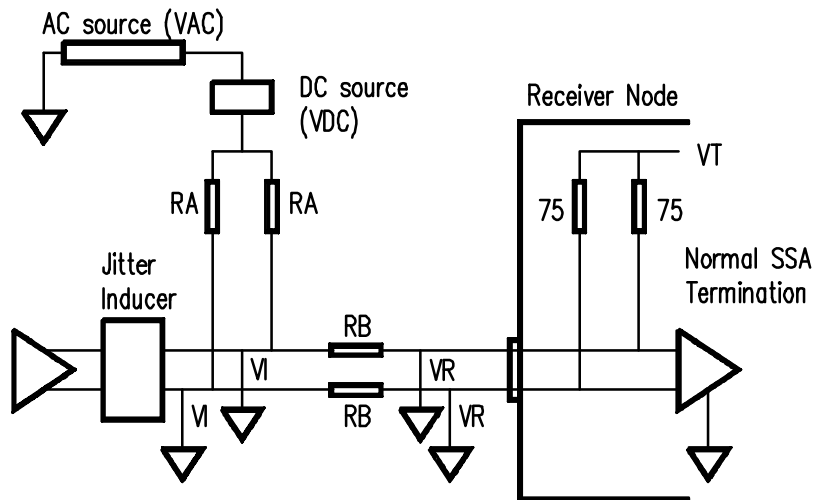 AC source (VAC)
DC source
(VDC)
Receiver Node
VT
RA
RA
75
75
Jitter
Inducer
Normal SSA
Termination
RB
VI
VR
RB
VI
VR